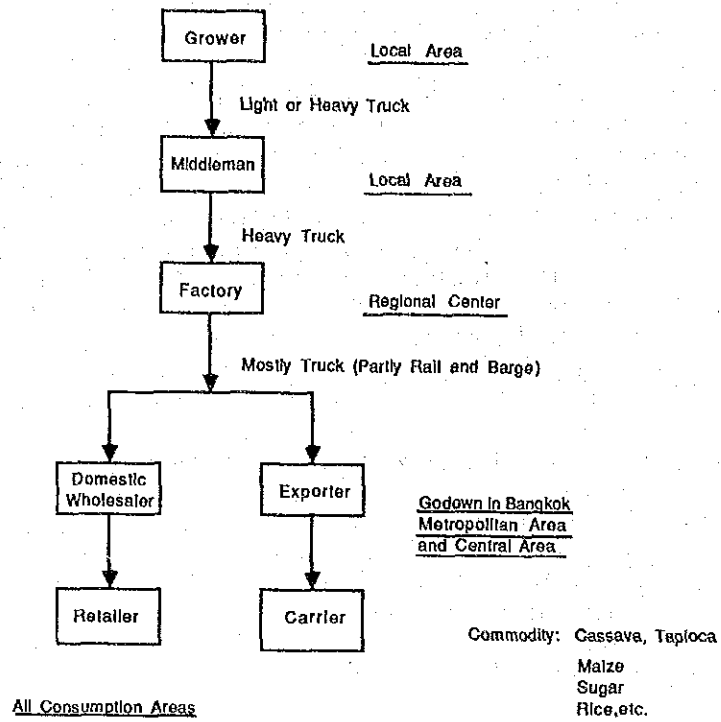 Grower
Local Area
Light or Heavy Truck
Middleman
Local Area
Heavy Truck
Factory
Regional Center
Mostly Truck (Partly Rail and Barge)
Domestic
Wholesaler
Exporter
Godown in Bangkok
Metropolitan Area
and Central Area
Retailer
Carrier
Commodity: Cassava, Tapioca
Maize
Sugar
Rice,etc.
All Consumption Areas